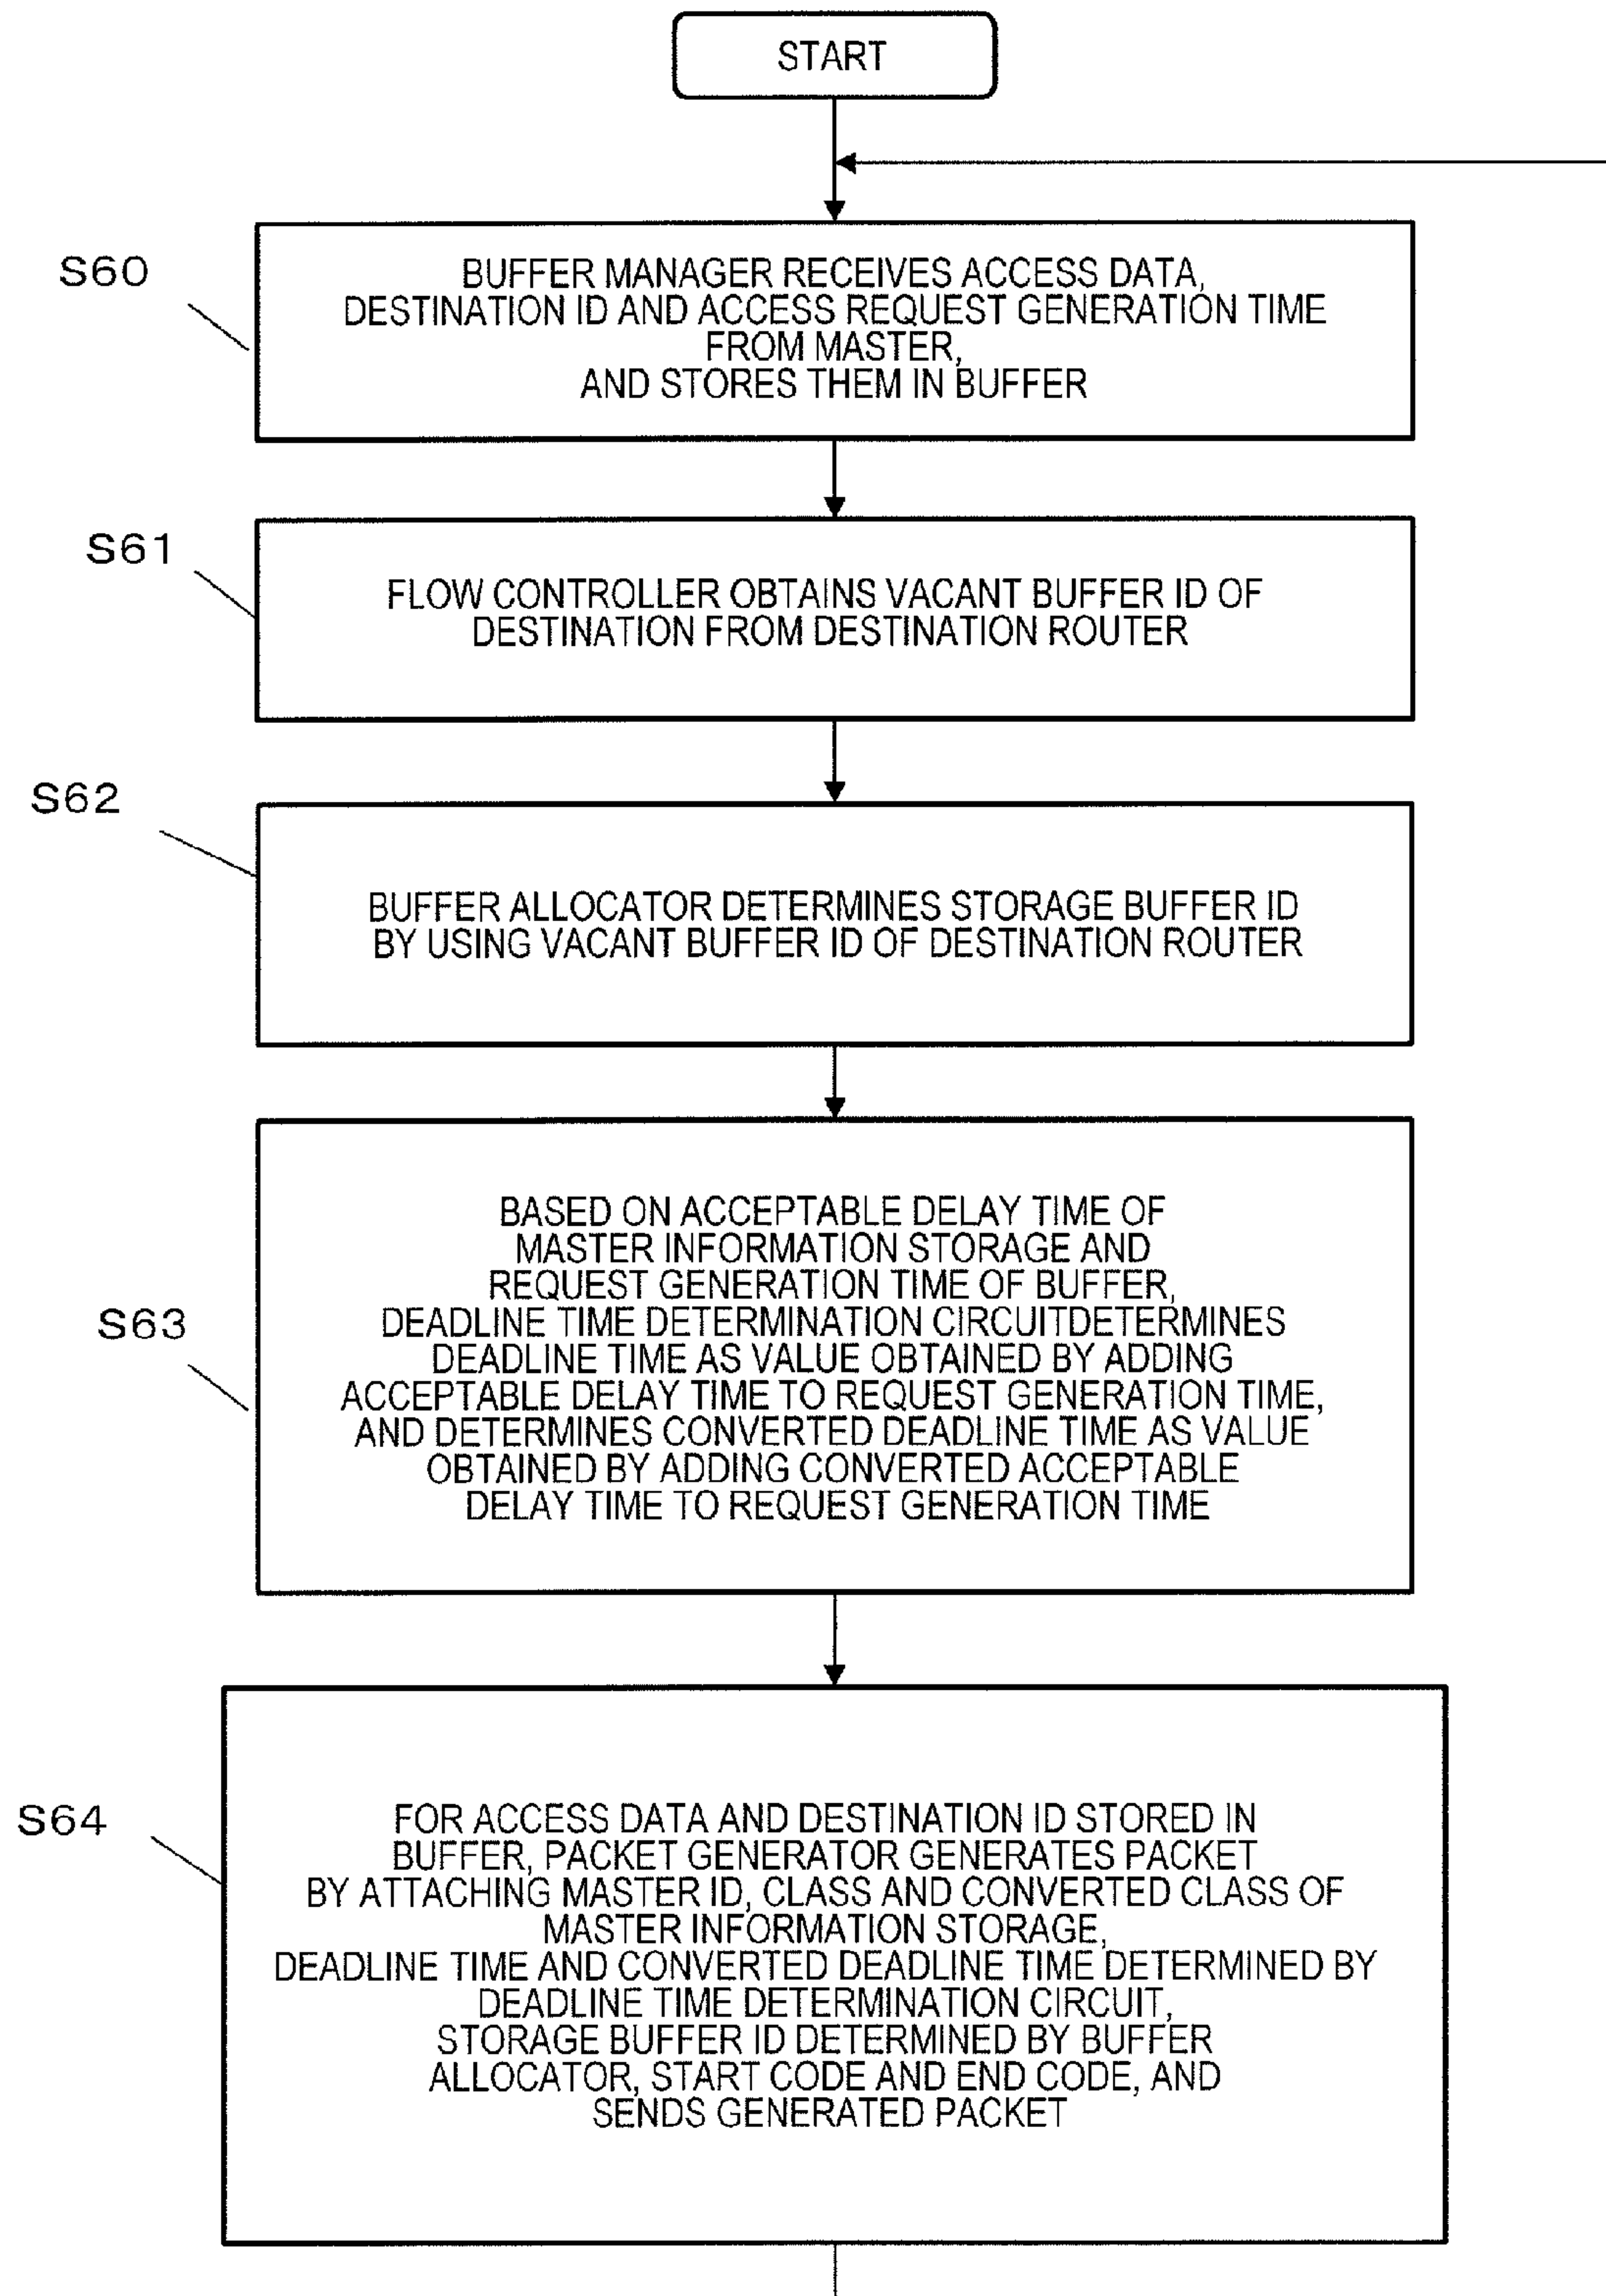 START
S60
BUFFER MANAGER RECEIVES ACCESS DATA,
DESTINATION ID AND ACCESS REQUEST GENERATION TIME
FROM MASTER,
AND STORES THEM IN BUFFER
S61
FLOW CONTROLLER OBTAINS VACANT BUFFER ID OF
DESTINATION FROM DESTINATION ROUTER
S62
BUFFER ALLOCATOR DETERMINES STORAGE BUFFER ID
BY USING VACANT BUFFER ID OF DESTINATION ROUTER
S63
BASED ON ACCEPTABLE DELAY TIME OF
MASTER INFORMATION STORAGE AND
REQUEST GENERATION TIME OF BUFFER,
DEADLINE TIME DETERMINATION CIRCUITDETERMINES
DEADLINE TIME AS VALUE OBTAINED BY ADDING
ACCEPTABLE DELAY TIME TO REQUEST GENERATION TIME,
AND DETERMINES CONVERTED DEADLINE TIME AS VALUE
OBTAINED BY ADDING CONVERTED ACCEPTABLE
DELAY TIME TO REQUEST GENERATION TIME
S64
FOR ACCESS DATA AND DESTINATION ID STORED IN
BUFFER, PACKET GENERATOR GENERATES PACKET
BY ATTACHING MASTER ID, CLASS AND CONVERTED CLASS OF
MASTER INFORMATION STORAGE,
DEADLINE TIME AND CONVERTED DEADLINE TIME DETERMINED BY
DEADLINE TIME DETERMINATION CIRCUIT,
STORAGE BUFFER ID DETERMINED BY BUFFER
ALLOCATOR, START CODE AND END CODE, AND
SENDS GENERATED PACKET